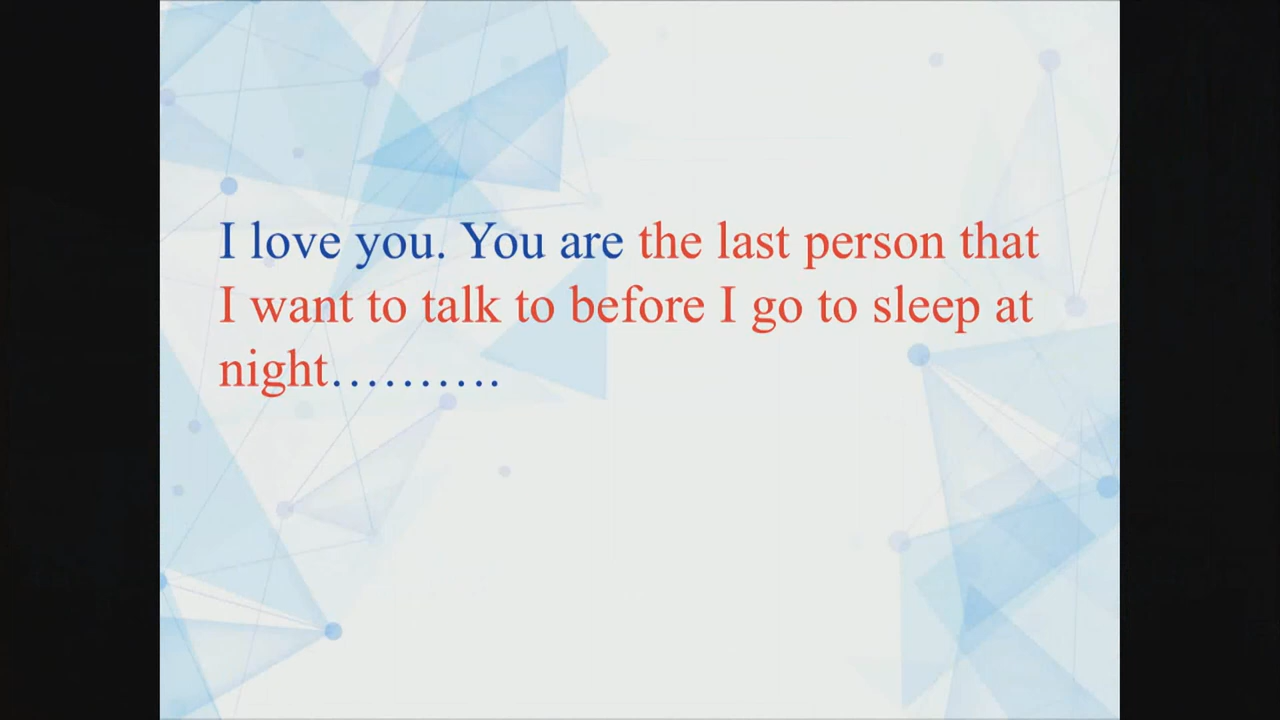 I love you. You are the last person that
I want to talk to before I go to sleep at
night……….